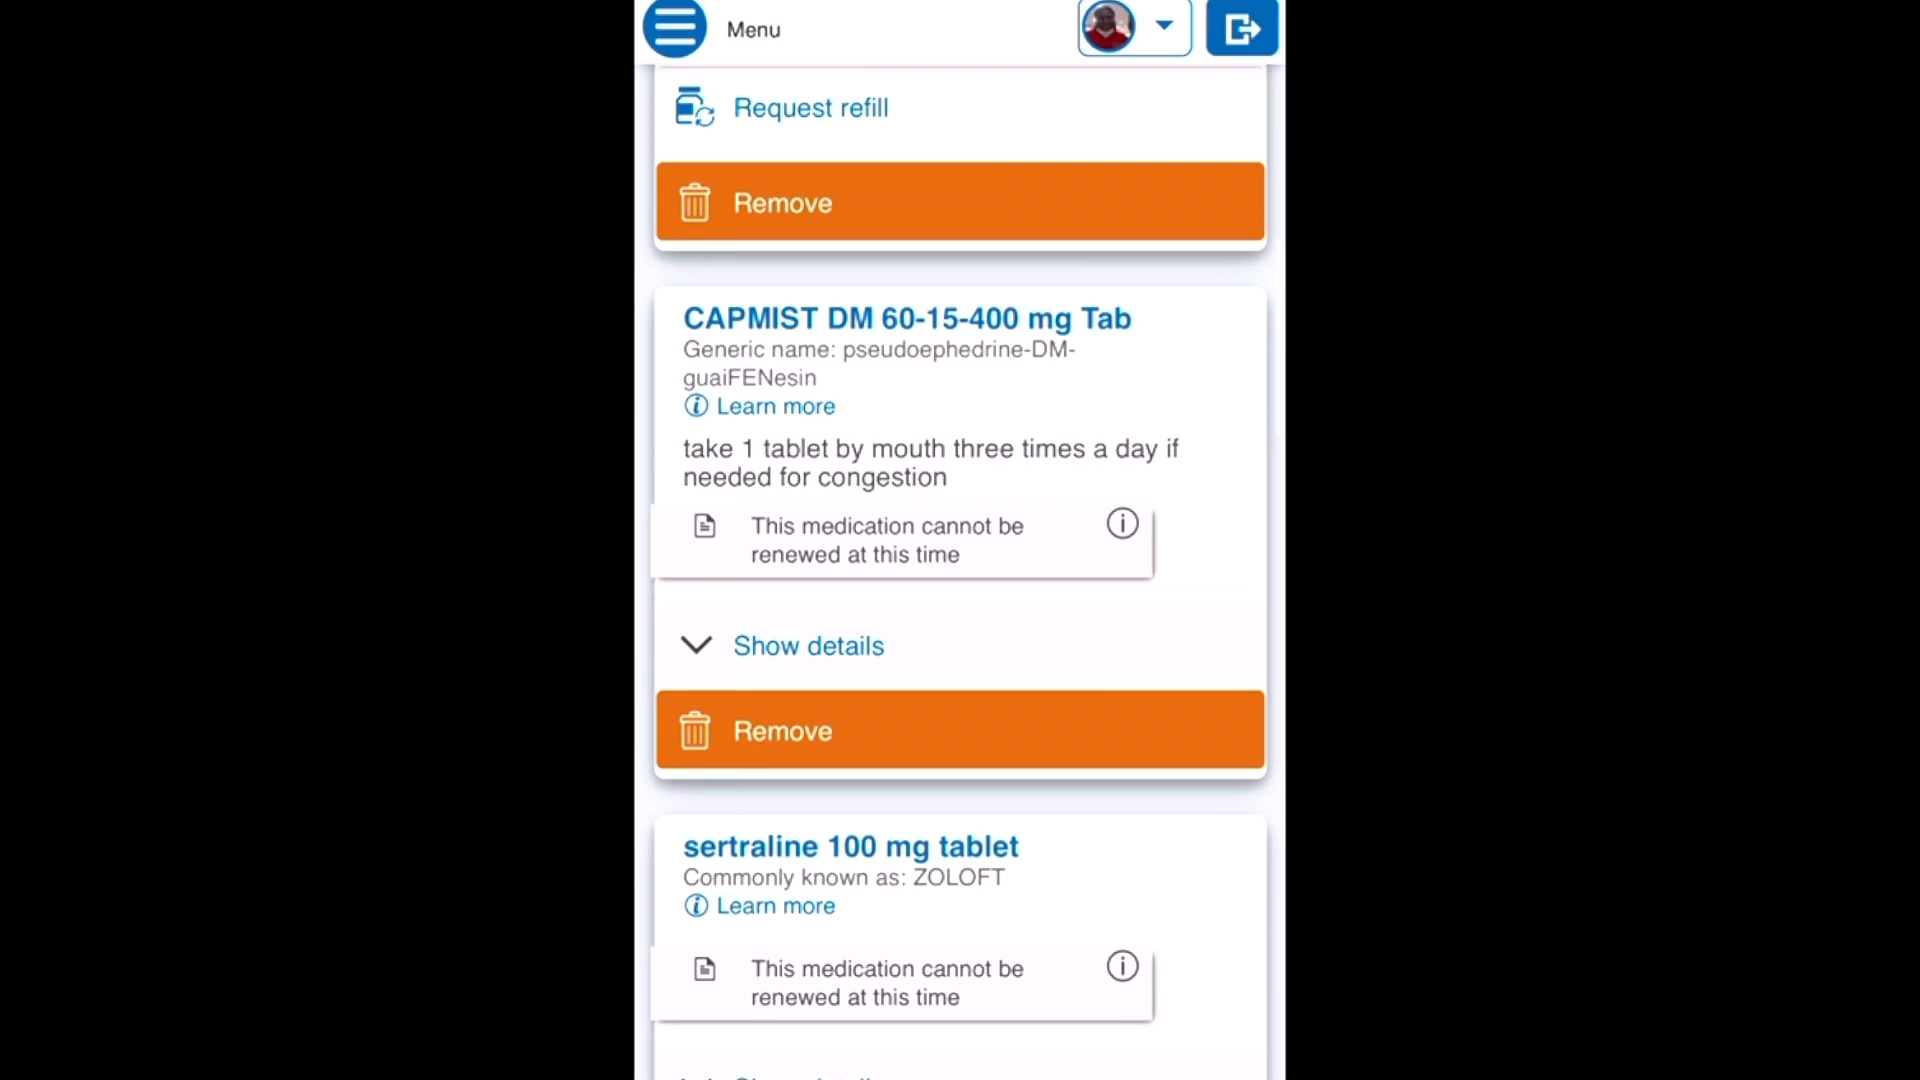 Menu
Request refill
Remove
CAPMIST DM 60-15-400 mg Tab
Generic name: pseudoephedrine-DM-
guaiFENesin
Learn more
take 1 tablet by mouth three times a day if
needed for congestion
This medication cannot be
renewed at this time
Show details
Remove
sertraline 100 mg tablet
Commonly known as: ZOLOFT
Learn more
This medication cannot be
renewed at this time